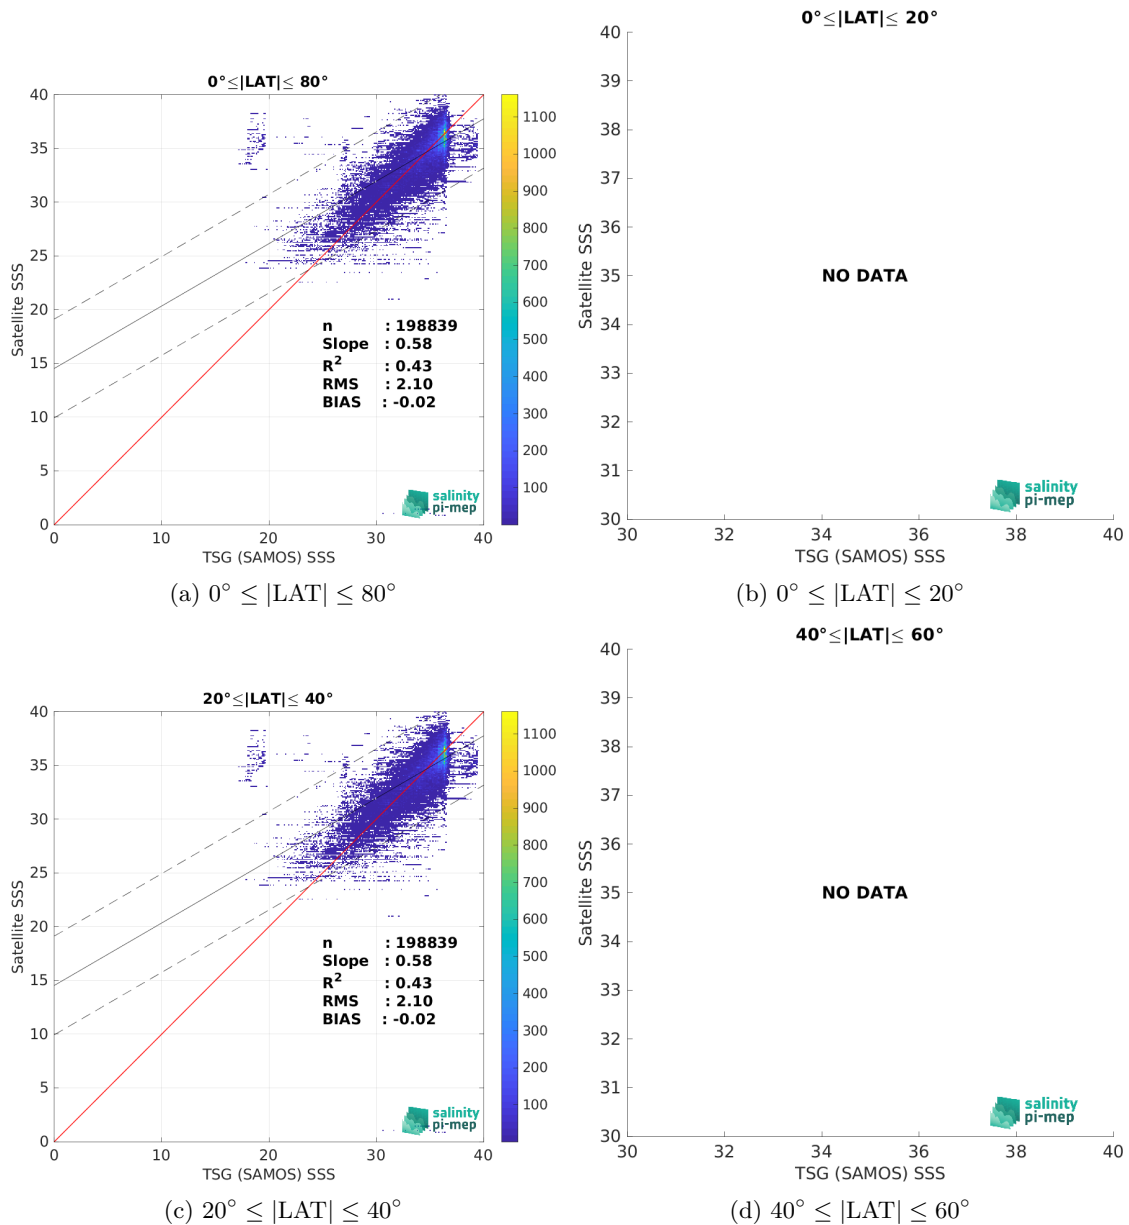 0°≤|LAT|≤ 80°
40
35
30
25
20
15
10
5
0
Satellite SSS
0
10
20
30
40
TSG (SAMOS) SSS
n : 198839
Slope : 0.58
R² : 0.43
RMS : 2.10
BIAS : -0.02
salinity
pi-mep
1100
1000
900
800
700
600
500
400
300
200
100
(a) 0° ≤ |LAT| ≤ 80°
0°≤|LAT|≤ 20°
40
39
38
37
36
35
34
33
32
31
30
Satellite SSS
NO DATA
salinity
pi-mep
30
32
34
36
38
40
TSG (SAMOS) SSS
(b) 0° ≤ |LAT| ≤ 20°
20°≤|LAT|≤ 40°
40
35
30
25
20
15
10
5
0
Satellite SSS
0
10
20
30
40
TSG (SAMOS) SSS
n : 198839
Slope : 0.58
R² : 0.43
RMS : 2.10
BIAS : -0.02
salinity
pi-mep
1100
1000
900
800
700
600
500
400
300
200
100
(c) 20° ≤ |LAT| ≤ 40°
40°≤|LAT|≤ 60°
40
39
38
37
36
35
34
33
32
31
30
Satellite SSS
NO DATA
salinity
pi-mep
30
32
34
36
38
40
TSG (SAMOS) SSS
(d) 40° ≤ |LAT| ≤ 60°